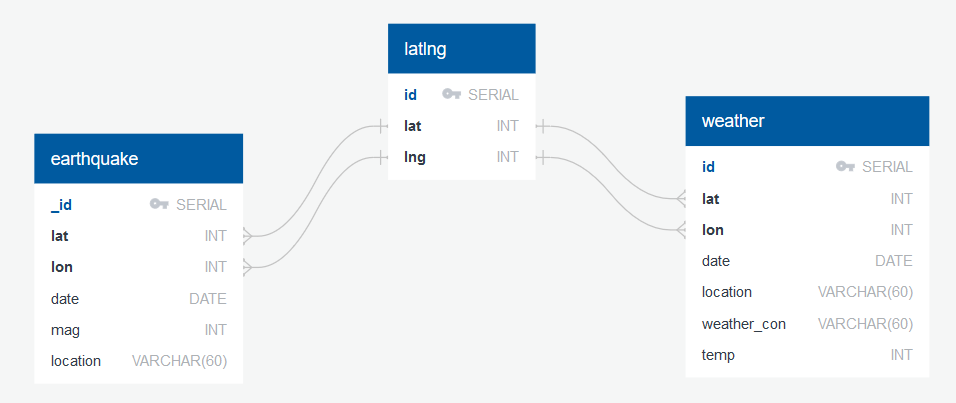 earthquake
_id SERIAL
lat INT
lon INT
date DATE
mag INT
location VARCHAR(60)
latlng
id SERIAL
lat INT
lng INT
weather
id SERIAL
lat INT
lon INT
date DATE
location VARCHAR(60)
weather_con VARCHAR(60)
temp INT